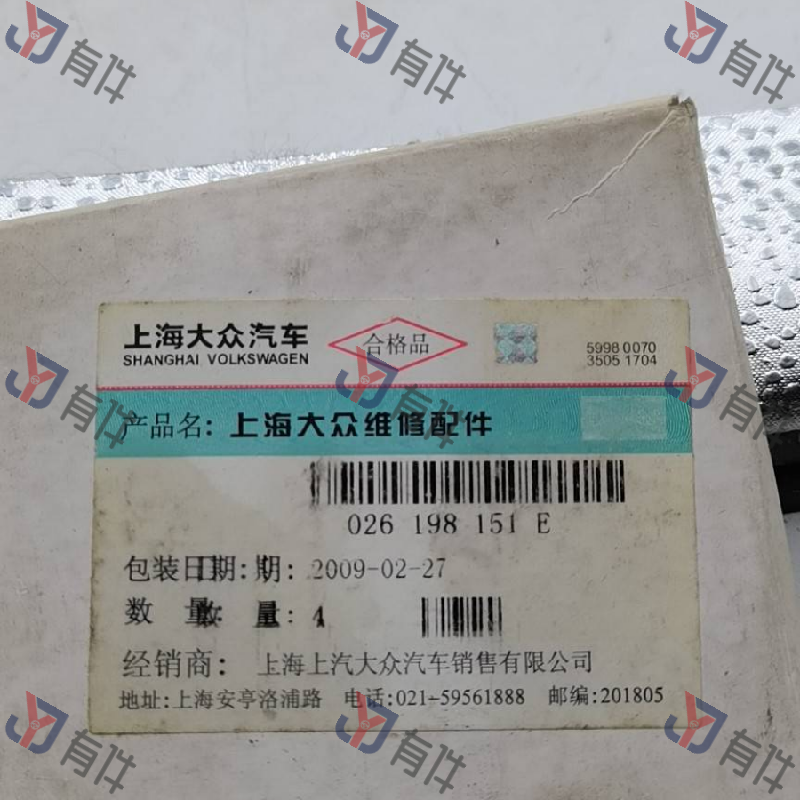 上海大众汽车
SHANGHAI VOLKSWAGEN
合格品
5998 0070
3505 1704
产品名: 上海大众维修配件
026 198 151 E
包装日期: 期: 2009-02-27
数 量 数 量: 4
经销商: 上海上汽大众汽车销售有限公司
地址:上海安亭洛浦路 电话:021-59561888 邮编:201805
有件
有件
有件
有件
有件
有件
有件
有件
有件